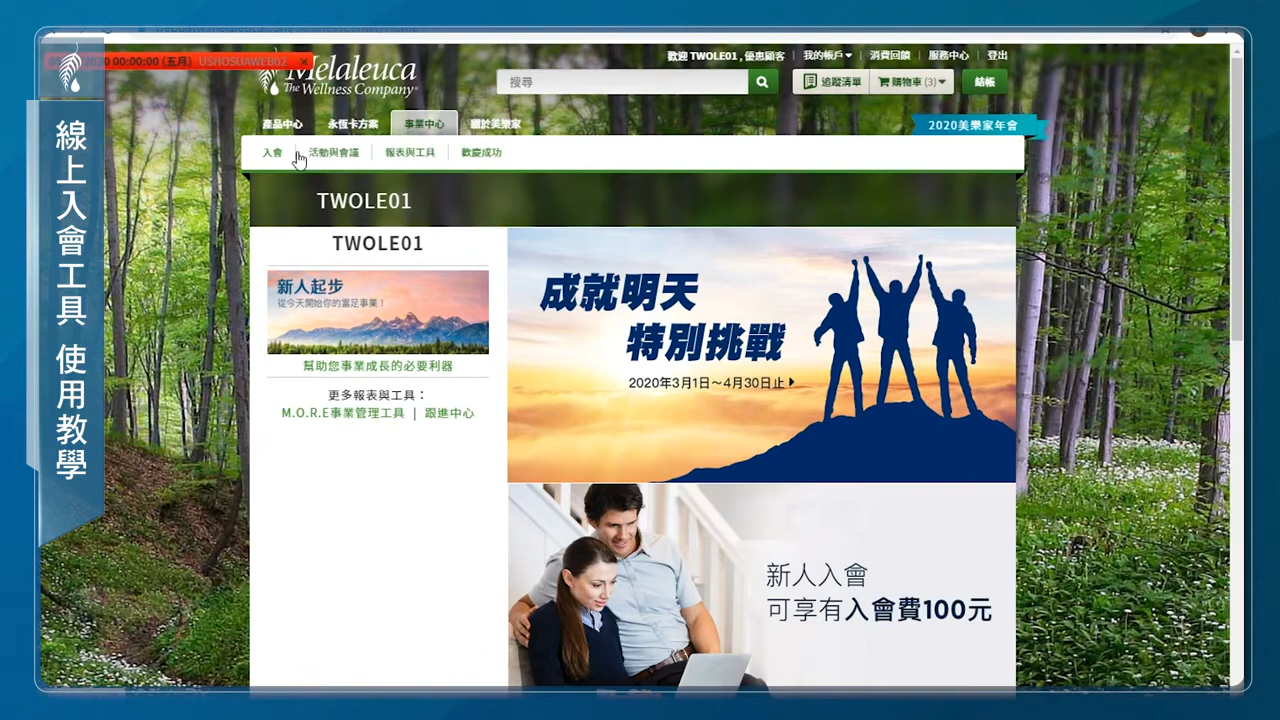 線上入會工具 使用教學
2020 00:00:00 (五月) USHOSUAWEB02 ×
Melaleuca
The Wellness Company
歡迎 TWOLE01 , 優惠顧客 | 我的帳戶 | 消費回饋 | 服務中心 | 登出
搜尋
追蹤清單
購物車 (3)
結帳
產品中心 永恆卡方案 事業中心 關於美樂家
2020美樂家年會
入會 | 活動與會議 | 報表與工具 | 歡慶成功
TWOLE01
TWOLE01
新人起步
從今天開始你的富足事業！
幫助您事業成長的必要利器
更多報表與工具：
M.O.R.E事業管理工具 | 跟進中心
成就明天
特別挑戰
2020年3月1日～4月30日止
新人入會
可享有入會費100元